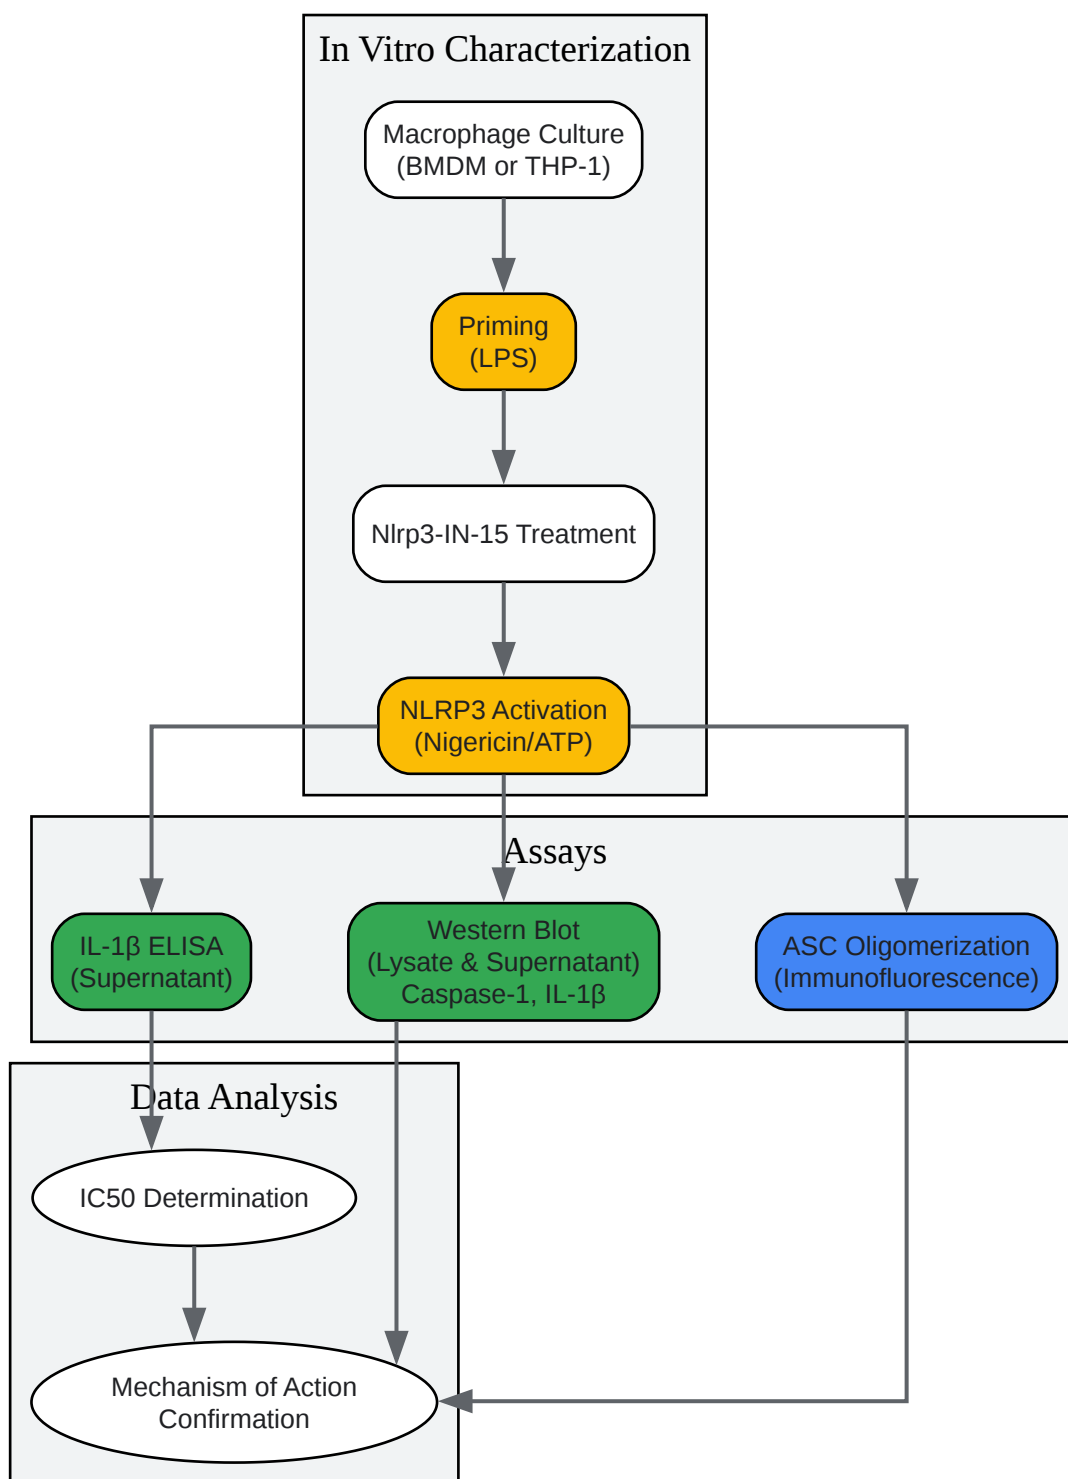 In Vitro Characterization
Macrophage Culture
(BMDM or THP-1)
Priming
(LPS)
Nlrp3-IN-15 Treatment
NLRP3 Activation
(Nigericin/ATP)
Assays
IL-1β ELISA
(Supernatant)
Western Blot
(Lysate & Supernatant)
Caspase-1, IL-1β
ASC Oligomerization
(Immunofluorescence)
Data Analysis
IC50 Determination
Mechanism of Action
Confirmation